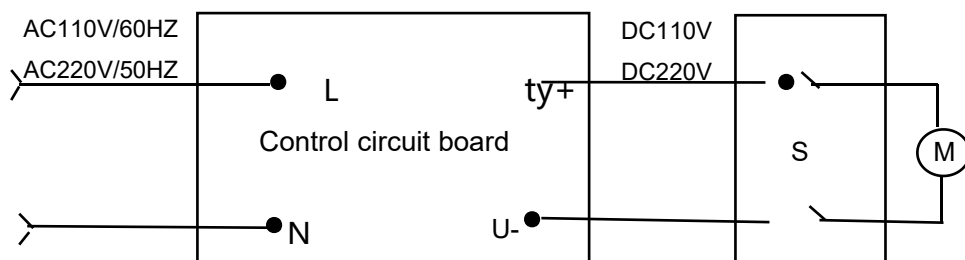 AC110V/60HZ
AC220V/50HZ
L
N
Control circuit board
ty+
U-
DC110V
DC220V
S
M